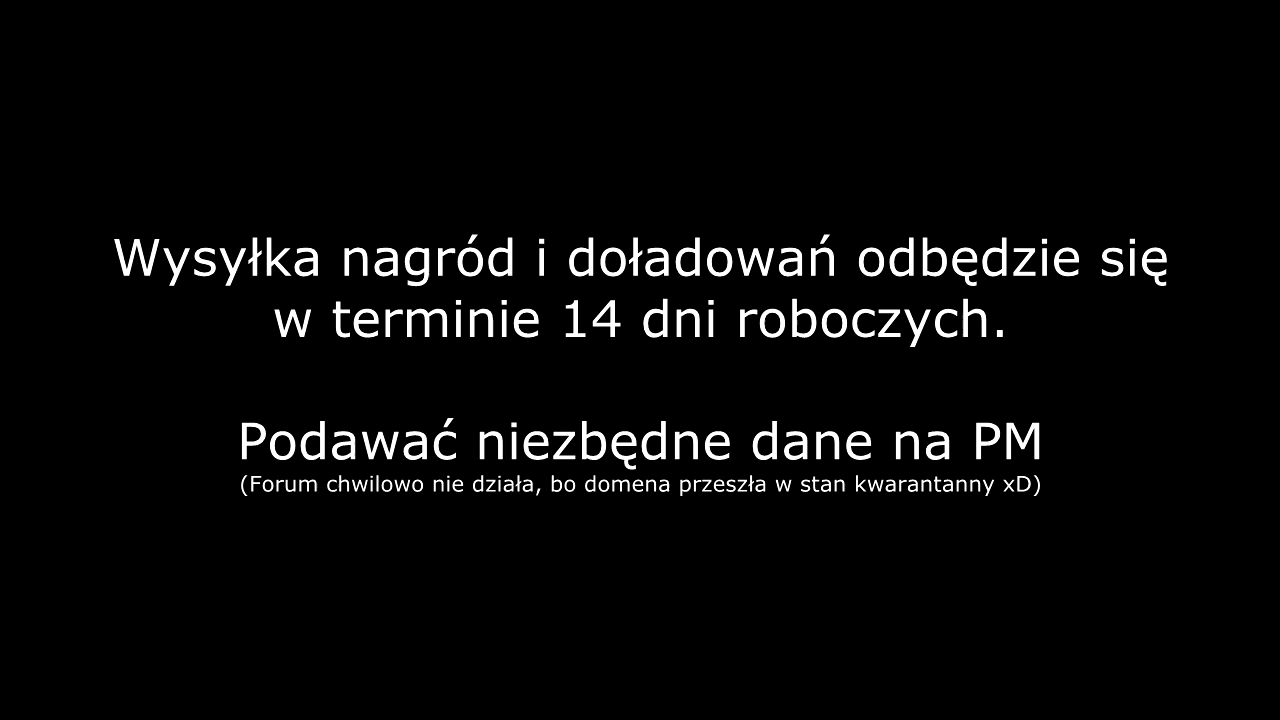 Wysyłka nagród i doładowań odbędzie się
w terminie 14 dni roboczych.
Podawać niezbędne dane na PM
(Forum chwilowo nie działa, bo domena przeszła w stan kwarantanny xD)